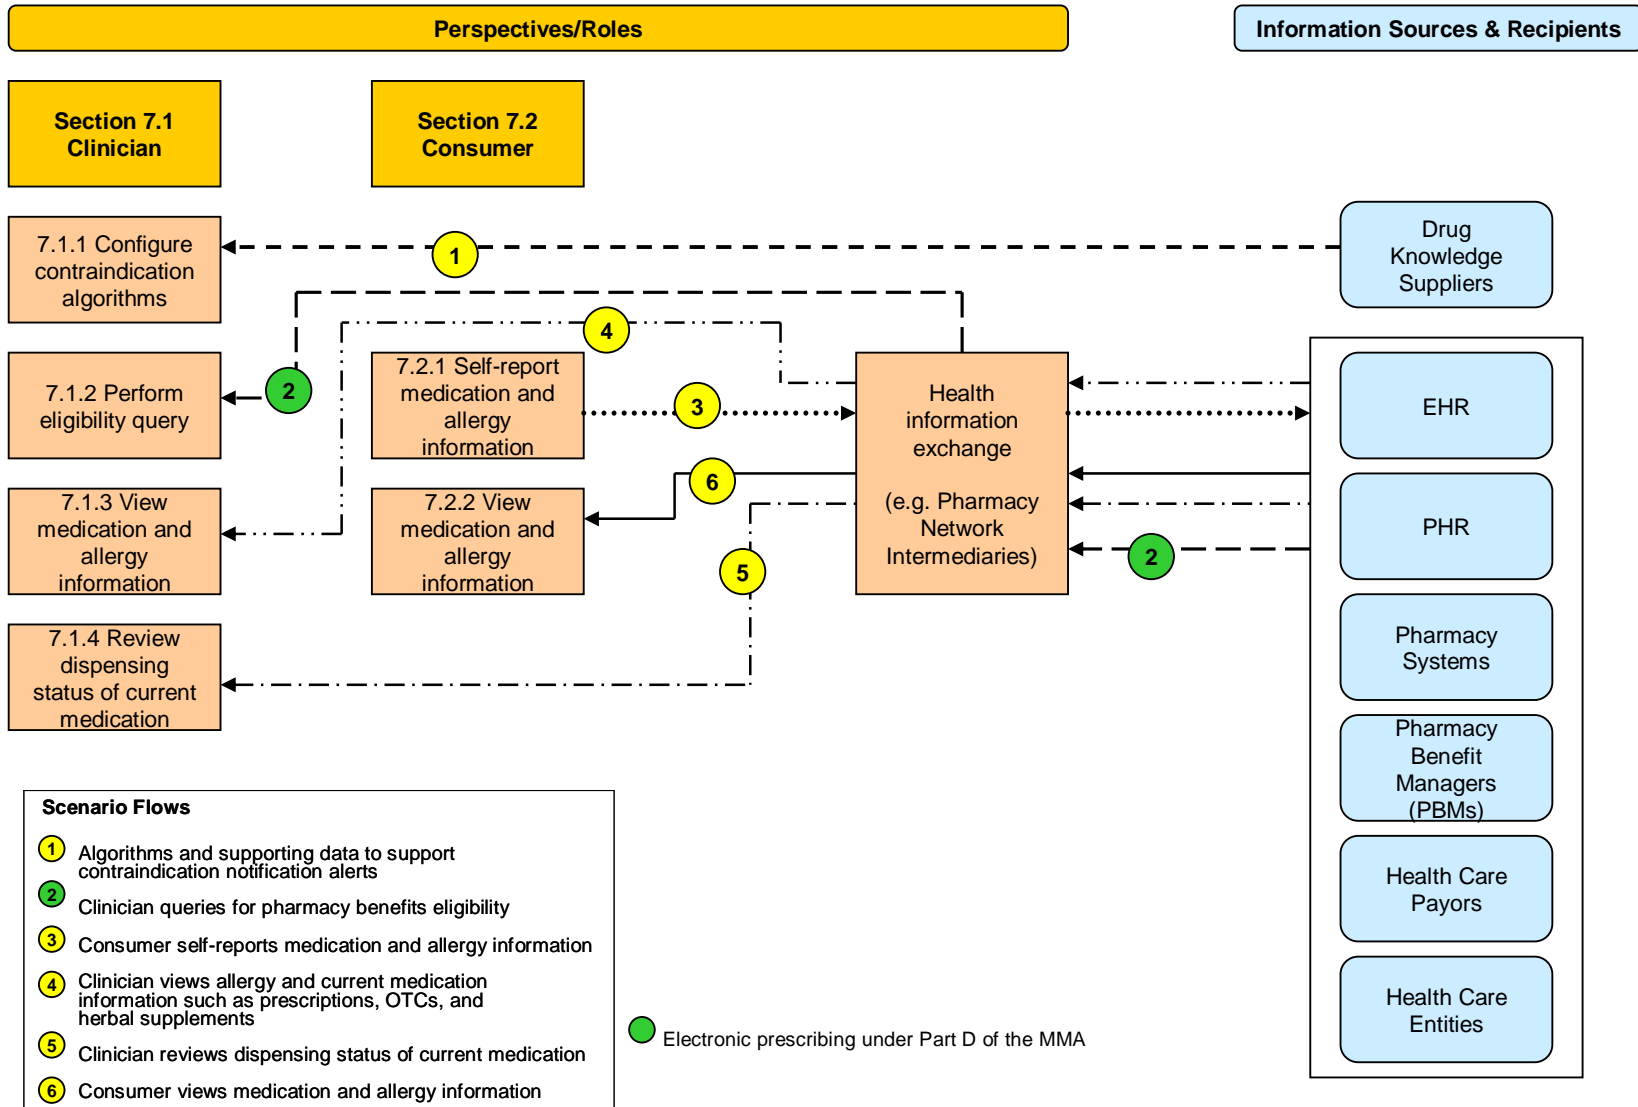 Perspectives/Roles
Information Sources & Recipients
Section 7.1
Clinician
Section 7.2
Consumer
7.1.1 Configure
contraindication
algorithms
1
Drug
Knowledge
Suppliers
4
7.1.2 Perform
eligibility query
2
7.2.1 Self-report
medication and
allergy
information
3
Health
information
exchange
(e.g. Pharmacy
Network
Intermediaries)
EHR
7.1.3 View
medication and
allergy
information
7.2.2 View
medication and
allergy
information
6
5
2
PHR
7.1.4 Review
dispensing
status of current
medication
Pharmacy
Systems
Pharmacy
Benefit
Managers
(PBMs)
Health Care
Payors
Health Care
Entities
Scenario Flows
1 Algorithms and supporting data to support
contraindication notification alerts
2 Clinician queries for pharmacy benefits eligibility
3 Consumer self-reports medication and allergy information
4 Clinician views allergy and current medication
information such as prescriptions, OTCs, and
herbal supplements
5 Clinician reviews dispensing status of current medication
6 Consumer views medication and allergy information
Electronic prescribing under Part D of the MMA